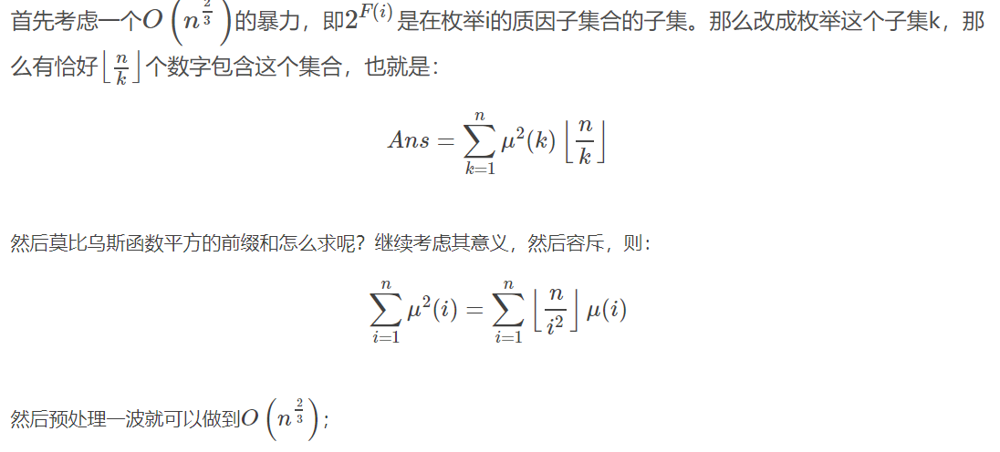 首先考虑一个$O\left(n^{\frac{2}{3}}\right)$的暴力，即$2^{F(i)}$是在枚举i的质因子集合的子集。那么改成枚举这个子集k，那
么有恰好$\left\lfloor \frac{n}{k} \right\rfloor$个数字包含这个集合，也就是：
$Ans = \sum_{k=1}^{n} \mu^2(k) \left\lfloor \frac{n}{k} \right\rfloor$
然后莫比乌斯函数平方的前缀和怎么求呢？继续考虑其意义，然后容斥，则：
$\sum_{i=1}^{n} \mu^2(i) = \sum_{i=1}^{n} \left\lfloor \frac{n}{i^2} \right\rfloor \mu(i)$
然后预处理一波就可以做到$O\left(n^{\frac{2}{3}}\right)$；